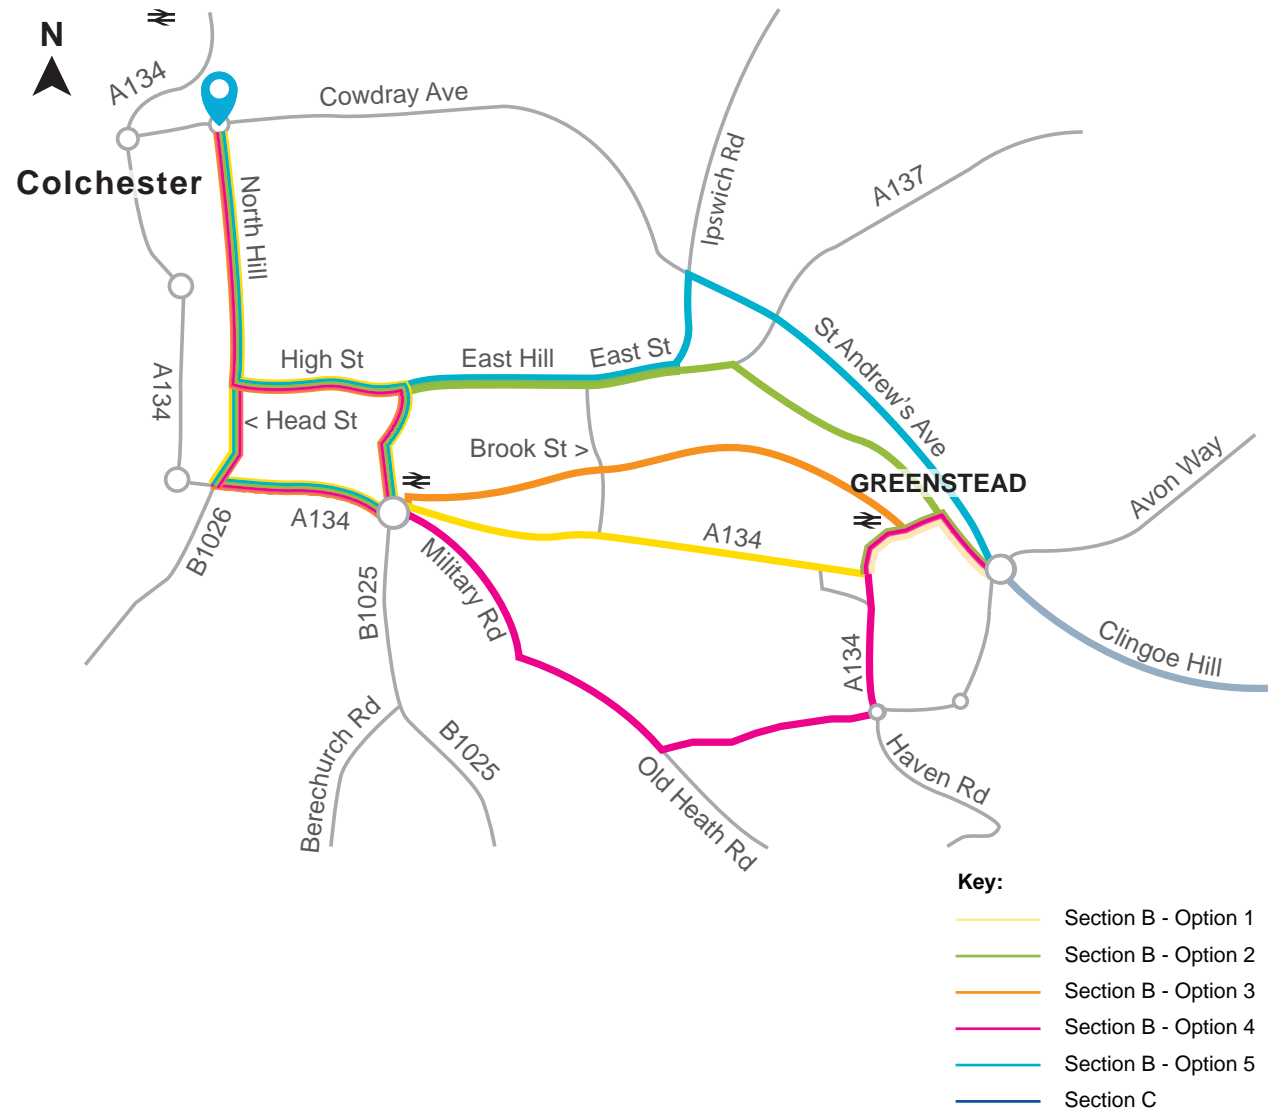 N
A134
Cowdray Ave
Colchester
North Hill
Ipswich Rd
A137
High St
East Hill
East St
St Andrew's Ave
A134
< Head St
Brook St >
GREENSTEAD
Avon Way
A134
B1026
A134
Military Rd
B1025
A134
Clingoe Hill
Berechurch Rd
B1025
Old Heath Rd
Haven Rd
Key:
Section B - Option 1
Section B - Option 2
Section B - Option 3
Section B - Option 4
Section B - Option 5
Section C